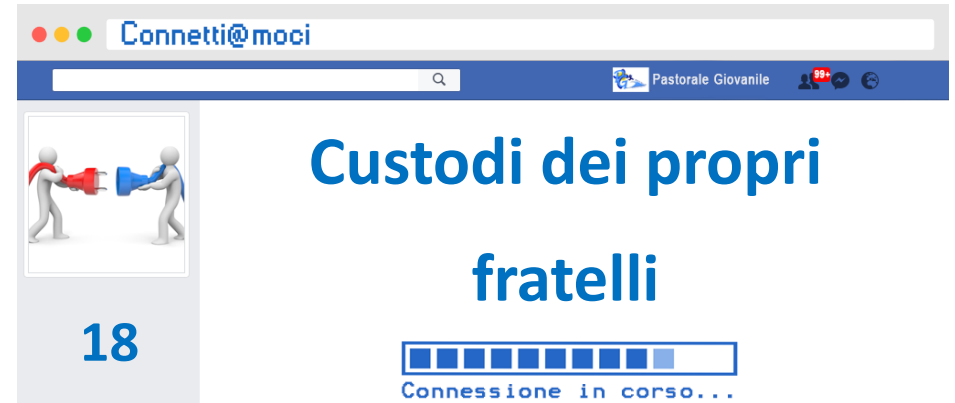 Connetti@moci
Pastorale Giovanile
99+
Custodi dei propri
fratelli
18
Connessione in corso...